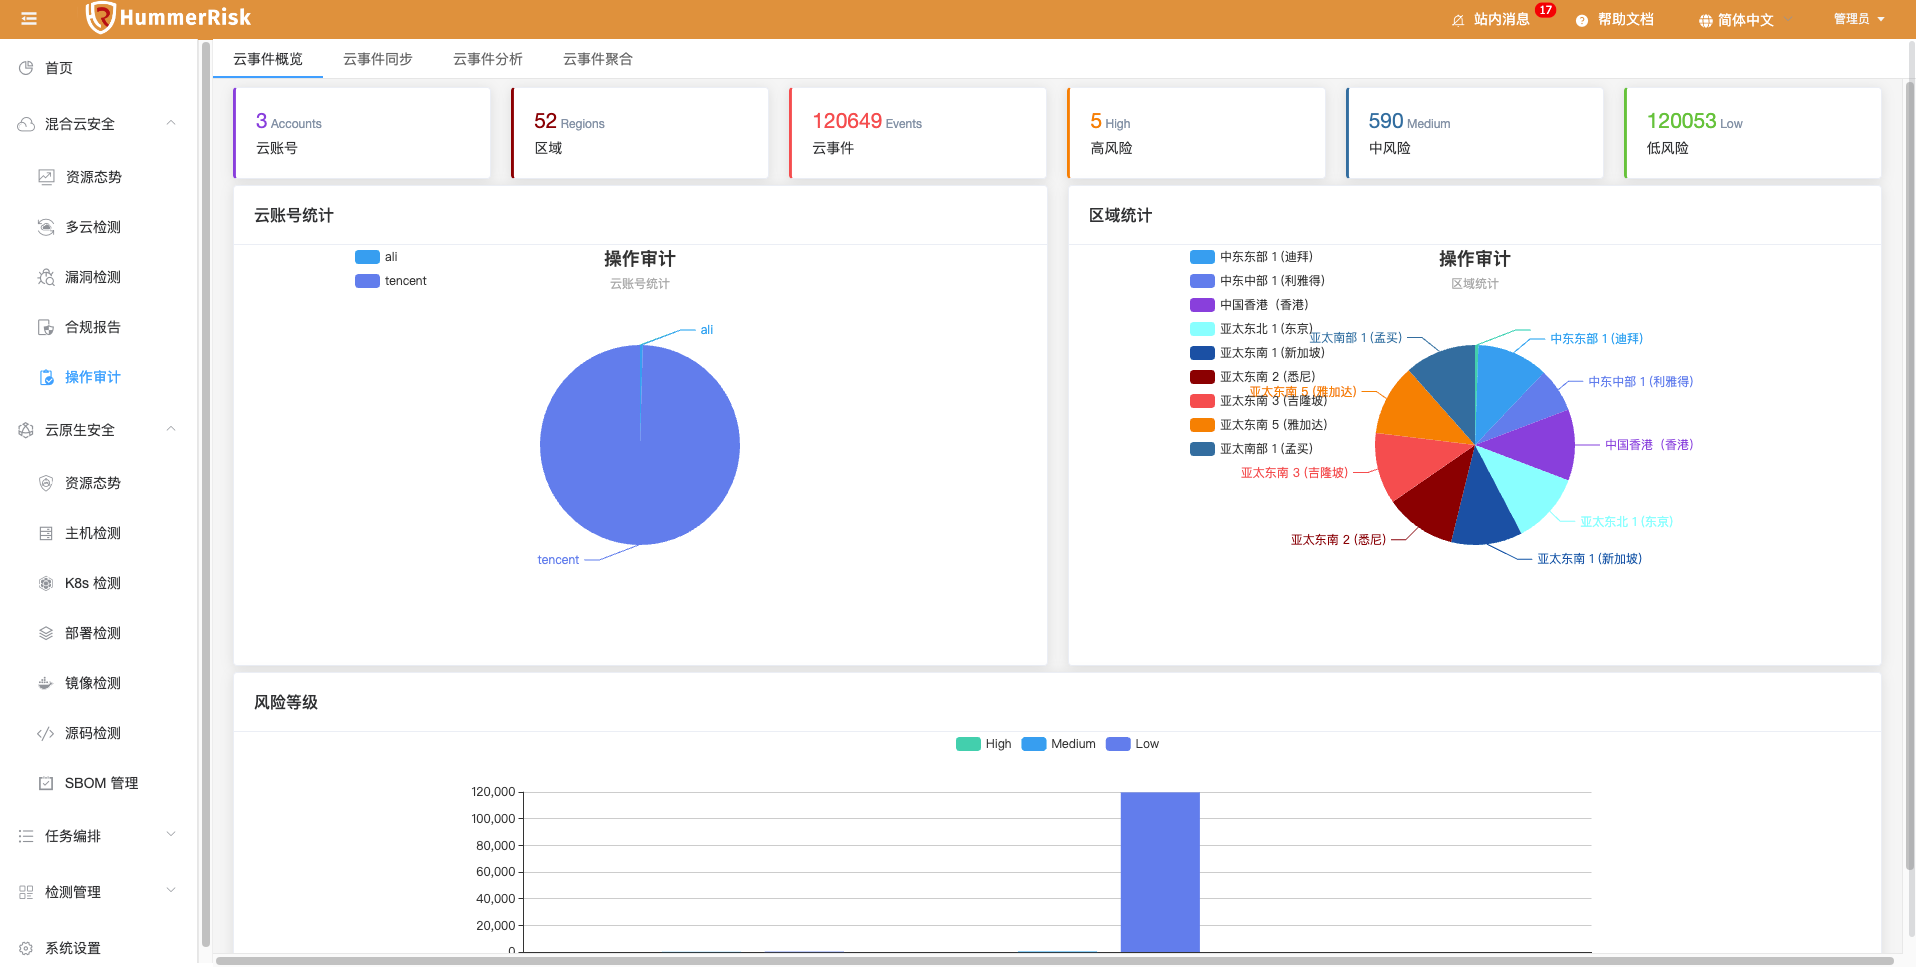 HummerRisk
站内消息 17
帮助文档
简体中文
管理员
首页
混合云安全
资源态势
多云检测
漏洞检测
合规报告
操作审计
云原生安全
资源态势
主机检测
K8s 检测
部署检测
镜像检测
源码检测
SBOM 管理
任务编排
检测管理
系统设置
云事件概览 云事件同步 云事件分析 云事件聚合
3 Accounts
云账号
52 Regions
区域
120649 Events
云事件
5 High
高风险
590 Medium
中风险
120053 Low
低风险
云账号统计
ali
tencent
操作审计
云账号统计
ali
tencent
区域统计
中东东部 1 (迪拜)
中东中部 1 (利雅得)
中国香港（香港）
亚太东北 1 (东京)
亚太东南 1 (新加坡)
亚太东南 2 (悉尼)
亚太东南 3 (吉隆坡)
亚太东南 5 (雅加达)
亚太南部 1 (孟买)
操作审计
区域统计
中东东部 1 (迪拜)
中东中部 1 (利雅得)
中国香港（香港）
亚太东北 1 (东京)
亚太东南 1 (新加坡)
亚太东南 2 (悉尼)
亚太东南 3 (吉隆坡)
亚太东南 5 (雅加达)
亚太南部 1 (孟买)
风险等级
High Medium Low
120,000
100,000
80,000
60,000
40,000
20,000
0